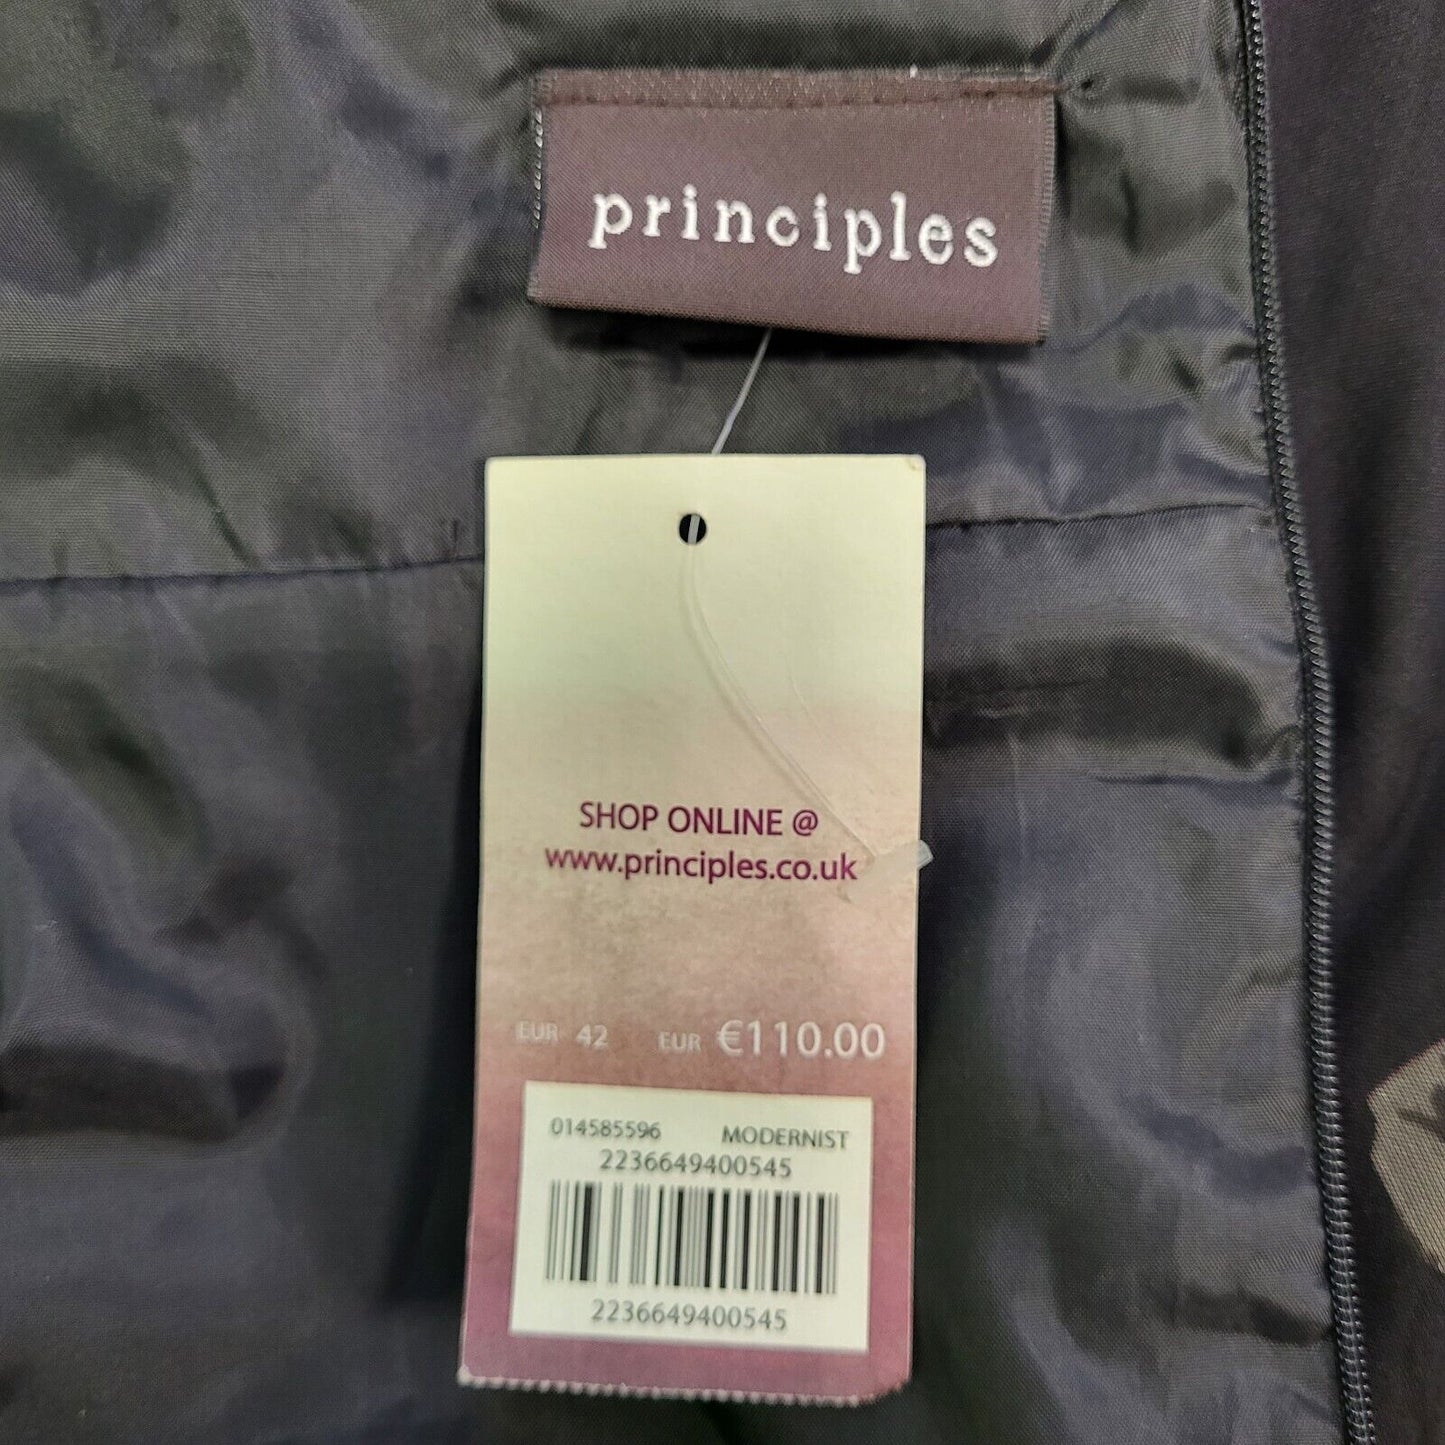 principles
SHOP ONLINE @
www.principles.co.uk
EUR 42 EUR €110.00
014585596 MODERNIST
2236649400545
2236649400545